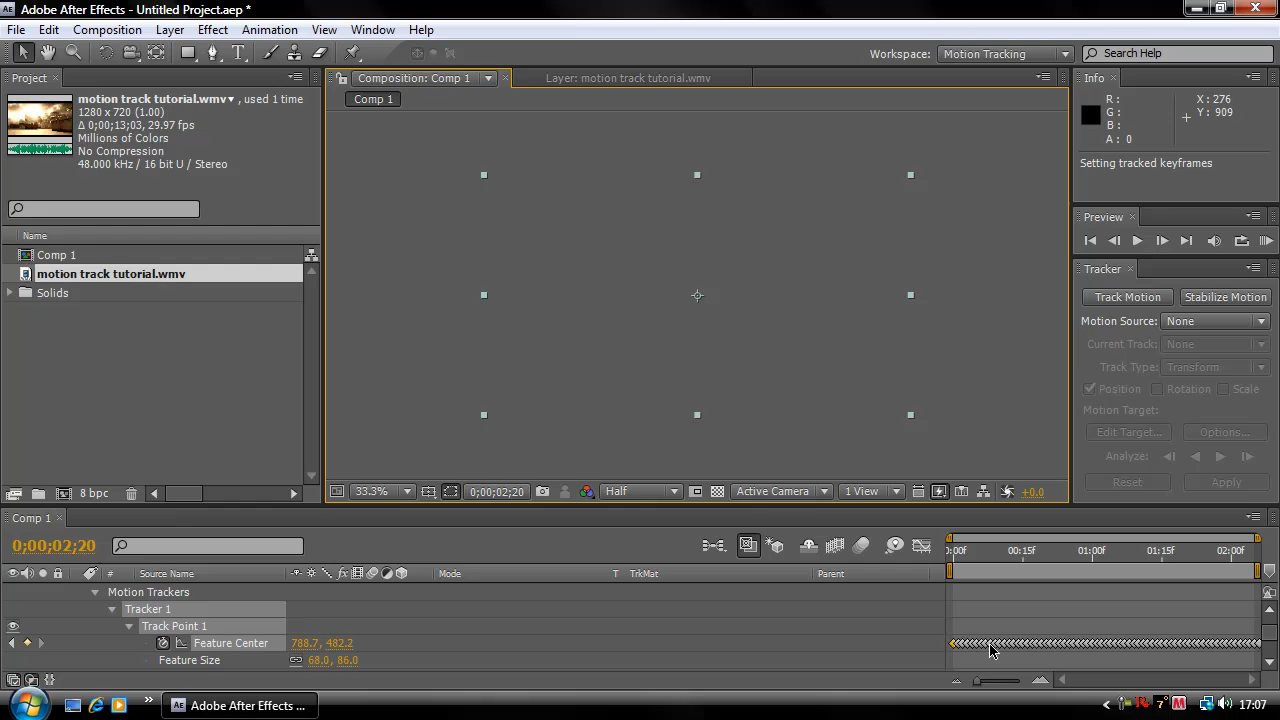 Adobe After Effects - Untitled Project.aep *
File Edit Composition Layer Effect Animation View Window Help
Workspace: Motion Tracking Search Help
Project
motion track tutorial.wmv , used 1 time
1280 x 720 (1.00)
Δ 0;00;13;03, 29.97 fps
Millions of Colors
No Compression
48.000 kHz / 16 bit U / Stereo
Name
Comp 1
motion track tutorial.wmv
Solids
8 bpc
Composition: Comp 1 Layer: motion track tutorial.wmv
Comp 1
33.3% 0;00;02;20 Half Active Camera 1 View +0.0
Info
R: X: 276
G: Y: 909
B:
A: 0
Setting tracked keyframes
Preview
Tracker
Track Motion Stabilize Motion
Motion Source: None
Current Track: None
Track Type: Transform
Position Rotation Scale
Motion Target:
Edit Target... Options...
Analyze:
Reset Apply
Comp 1
0;00;02;20
:00f 00:15f 01:00f 01:15f 02:00f
# Source Name Mode T TrkMat Parent
Motion Trackers
Tracker 1
Track Point 1
Feature Center 788.7, 482.2
Feature Size 68.0, 86.0
Adobe After Effects ... 17:07